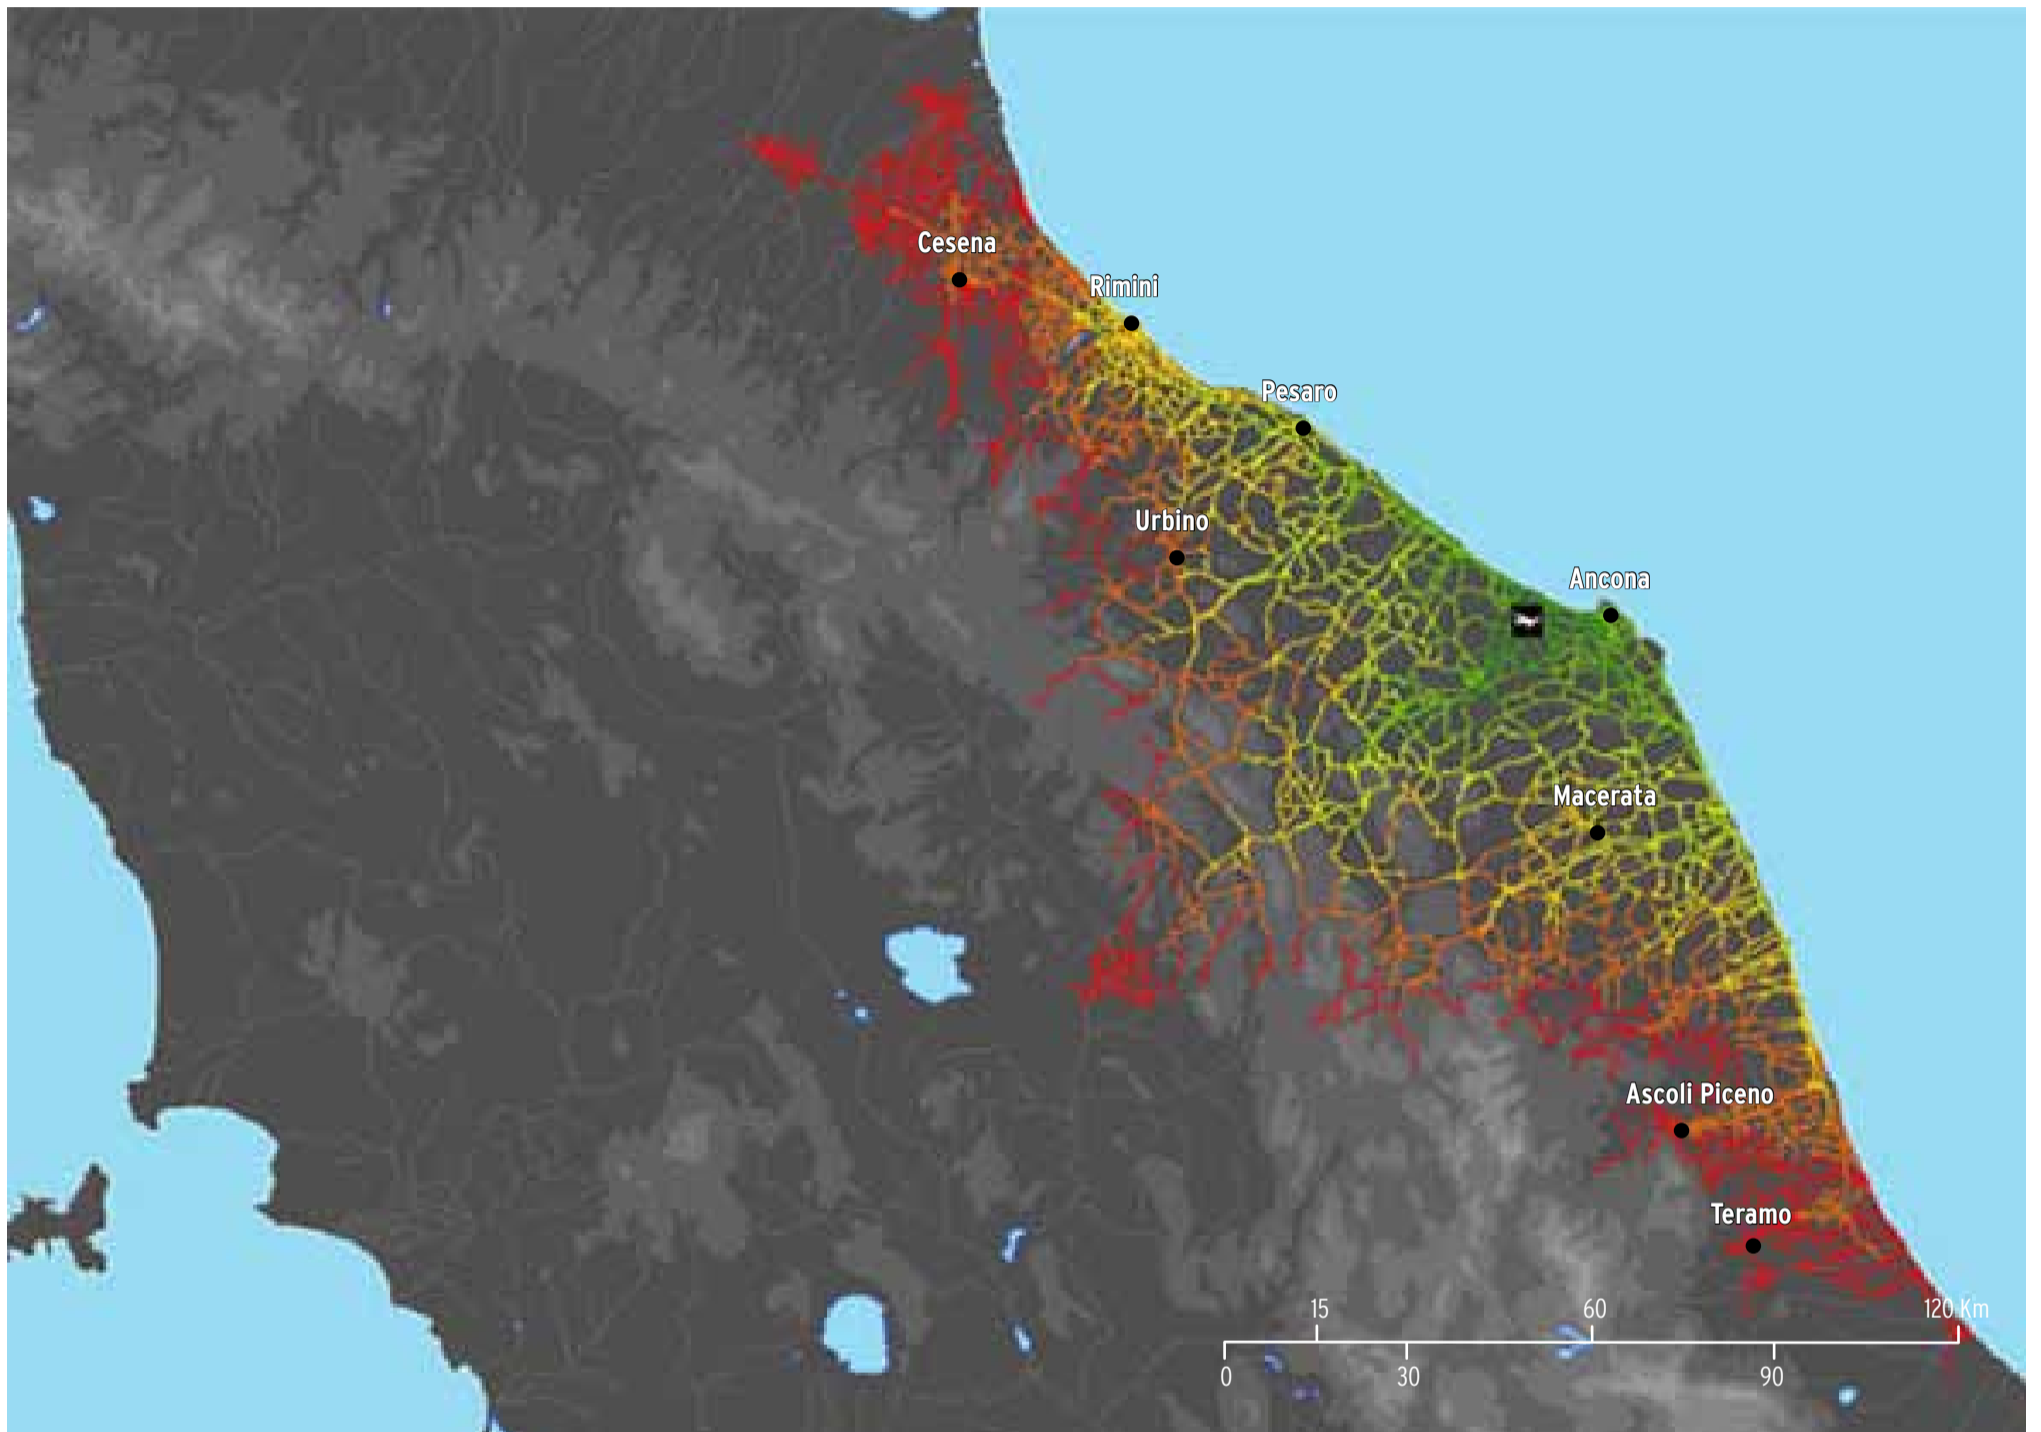 Cesena
Rimini
Pesaro
Urbino
Ancona
Macerata
Ascoli Piceno
Teramo
15 60 120 Km
0 30 90